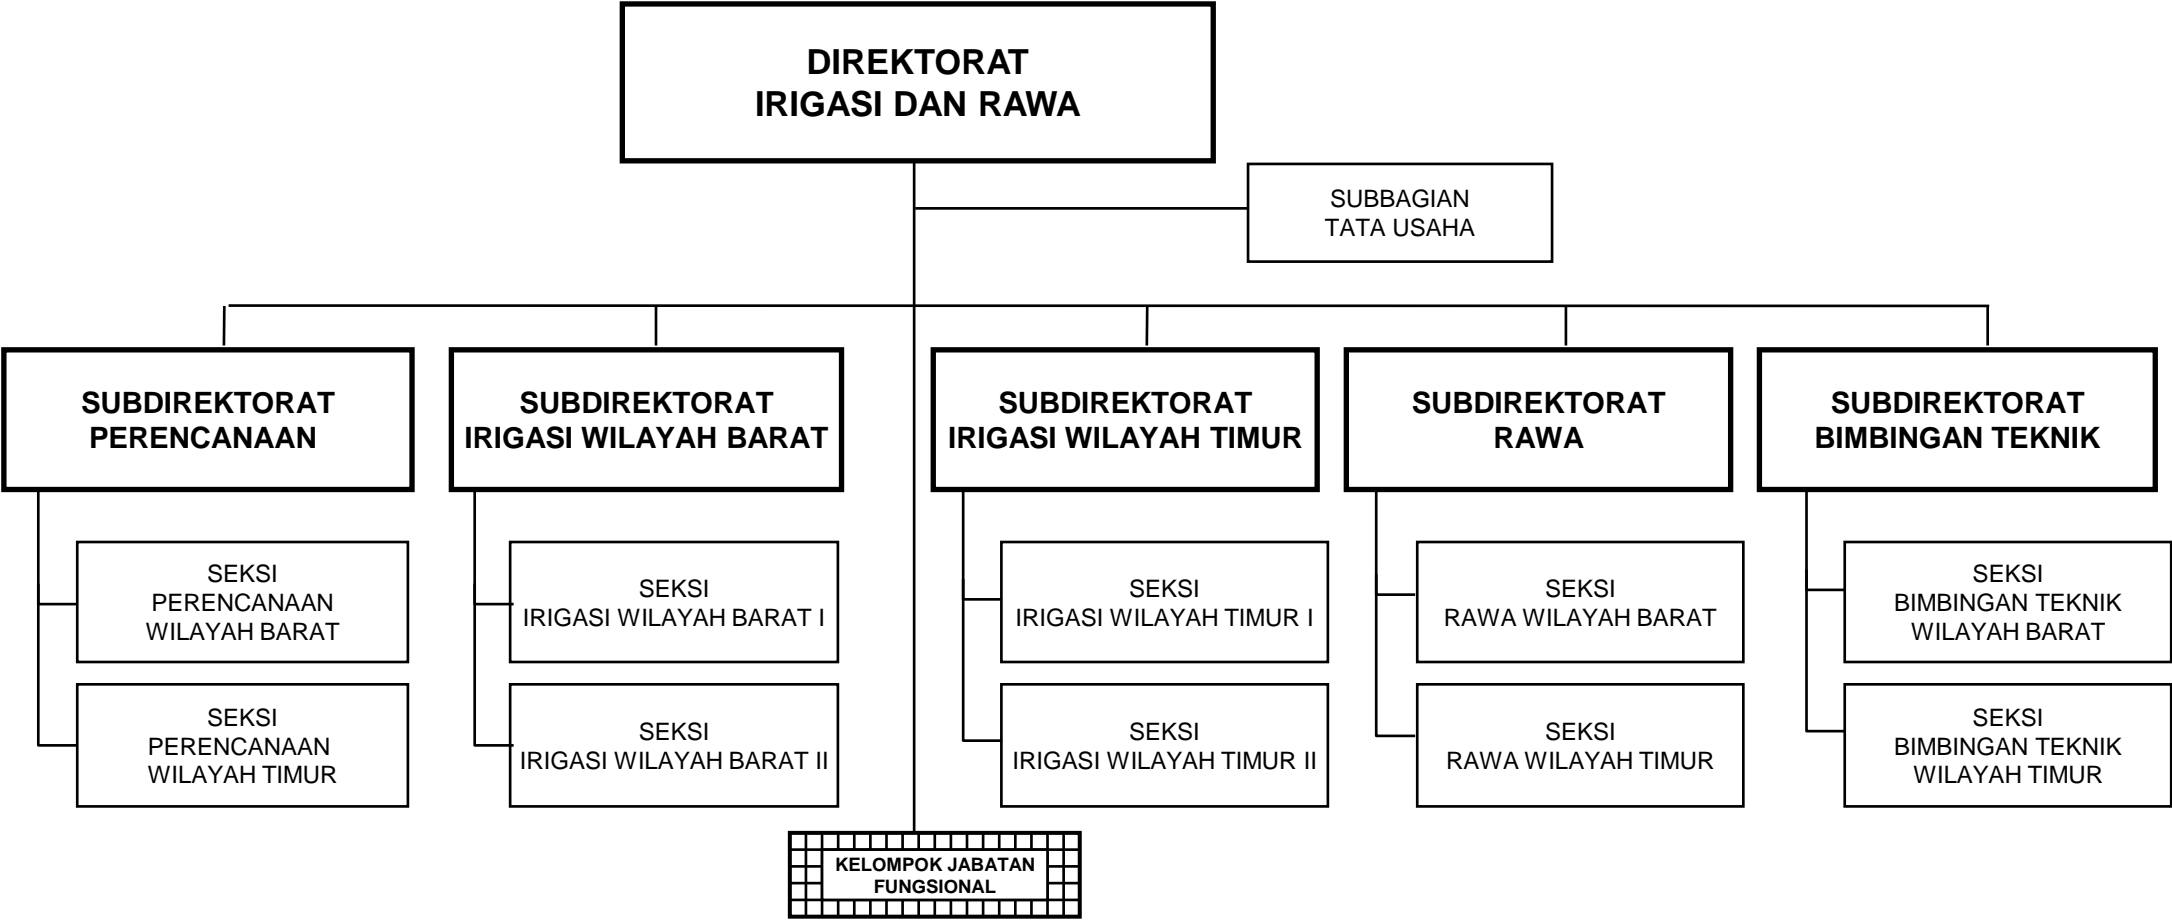 DIREKTORAT
IRIGASI DAN RAWA
SUBBAGIAN
TATA USAHA
SUBDIREKTORAT
PERENCANAAN
SUBDIREKTORAT
IRIGASI WILAYAH BARAT
SUBDIREKTORAT
IRIGASI WILAYAH TIMUR
SUBDIREKTORAT
RAWA
SUBDIREKTORAT
BIMBINGAN TEKNIK
SEKSI
PERENCANAAN
WILAYAH BARAT
SEKSI
IRIGASI WILAYAH BARAT I
SEKSI
IRIGASI WILAYAH TIMUR I
SEKSI
RAWA WILAYAH BARAT
SEKSI
BIMBINGAN TEKNIK
WILAYAH BARAT
SEKSI
PERENCANAAN
WILAYAH TIMUR
SEKSI
IRIGASI WILAYAH BARAT II
SEKSI
IRIGASI WILAYAH TIMUR II
SEKSI
RAWA WILAYAH TIMUR
SEKSI
BIMBINGAN TEKNIK
WILAYAH TIMUR
KELOMPOK JABATAN
FUNGSIONAL